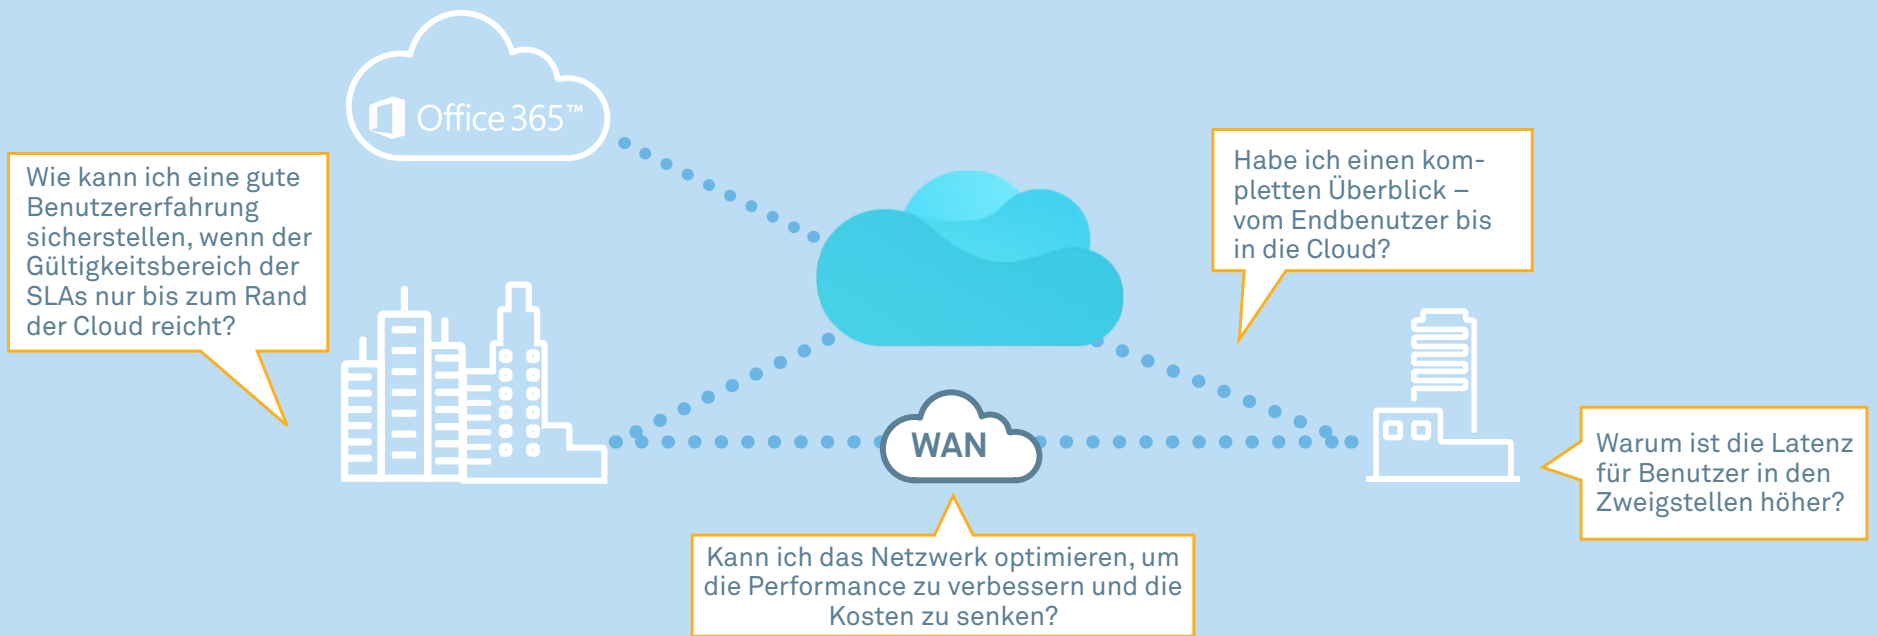 Office 365™
Wie kann ich eine gute
Benutzererfahrung
sicherstellen, wenn der
Gültigkeitsbereich der
SLAs nur bis zum Rand
der Cloud reicht?
Habe ich einen kom-
pletten Überblick –
vom Endbenutzer bis
in die Cloud?
WAN
Warum ist die Latenz
für Benutzer in den
Zweigstellen höher?
Kann ich das Netzwerk optimieren, um
die Performance zu verbessern und die
Kosten zu senken?